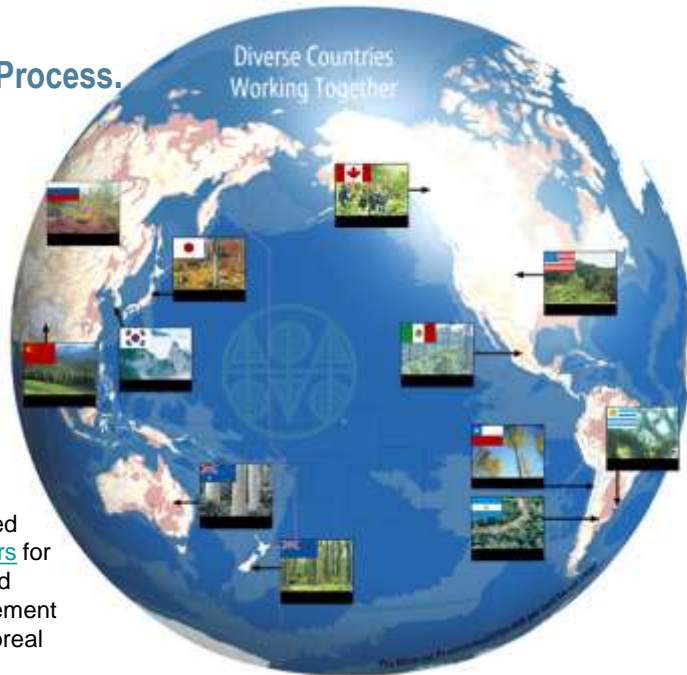 Process.
Diverse Countries
Working Together
ed
rs for
d
ement
oreal